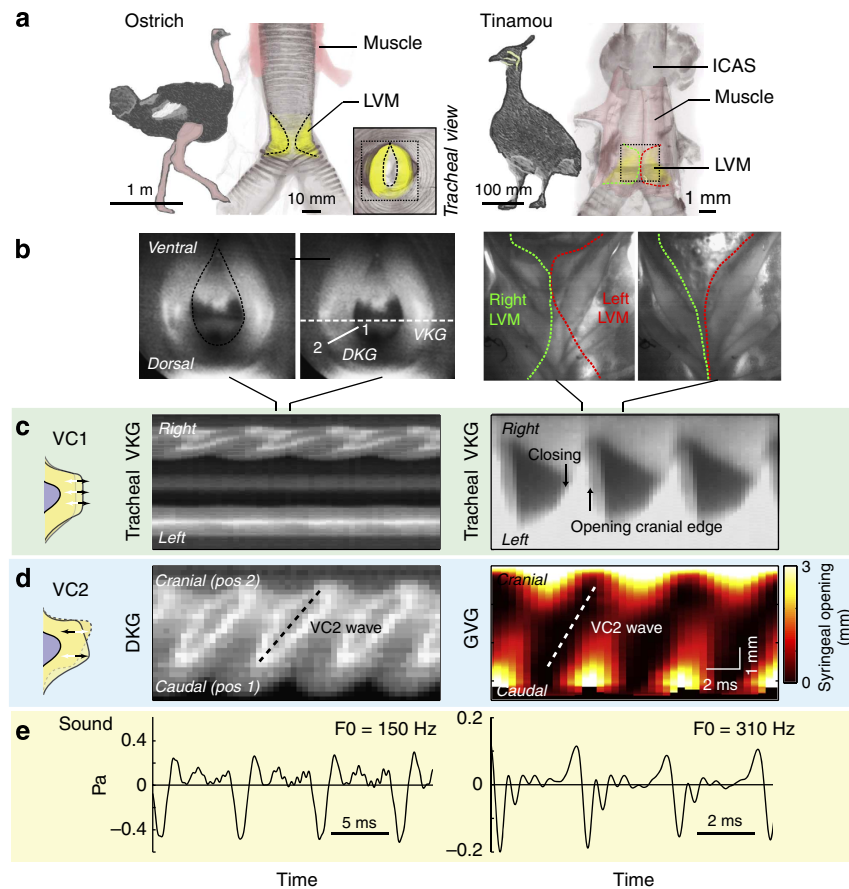 a
Ostrich
Muscle
LVM
Tracheal view
1 m
10 mm
Tinamou
ICAS
Muscle
LVM
100 mm
1 mm
b
Ventral
Dorsal
1
2
DKG
VKG
Right LVM
Left LVM
c
VC1
Tracheal VKG
Right
Left
Tracheal VKG
Right
Closing
Opening cranial edge
Left
d
VC2
DKG
Cranial (pos 2)
VC2 wave
Caudal (pos 1)
GVG
Cranial
VC2 wave
Caudal
2 ms
1 mm
3
0
Syringeal opening (mm)
e
Sound
Pa
0.4
0
−0.4
F0 = 150 Hz
5 ms
Time
0.2
0
−0.2
F0 = 310 Hz
2 ms
Time